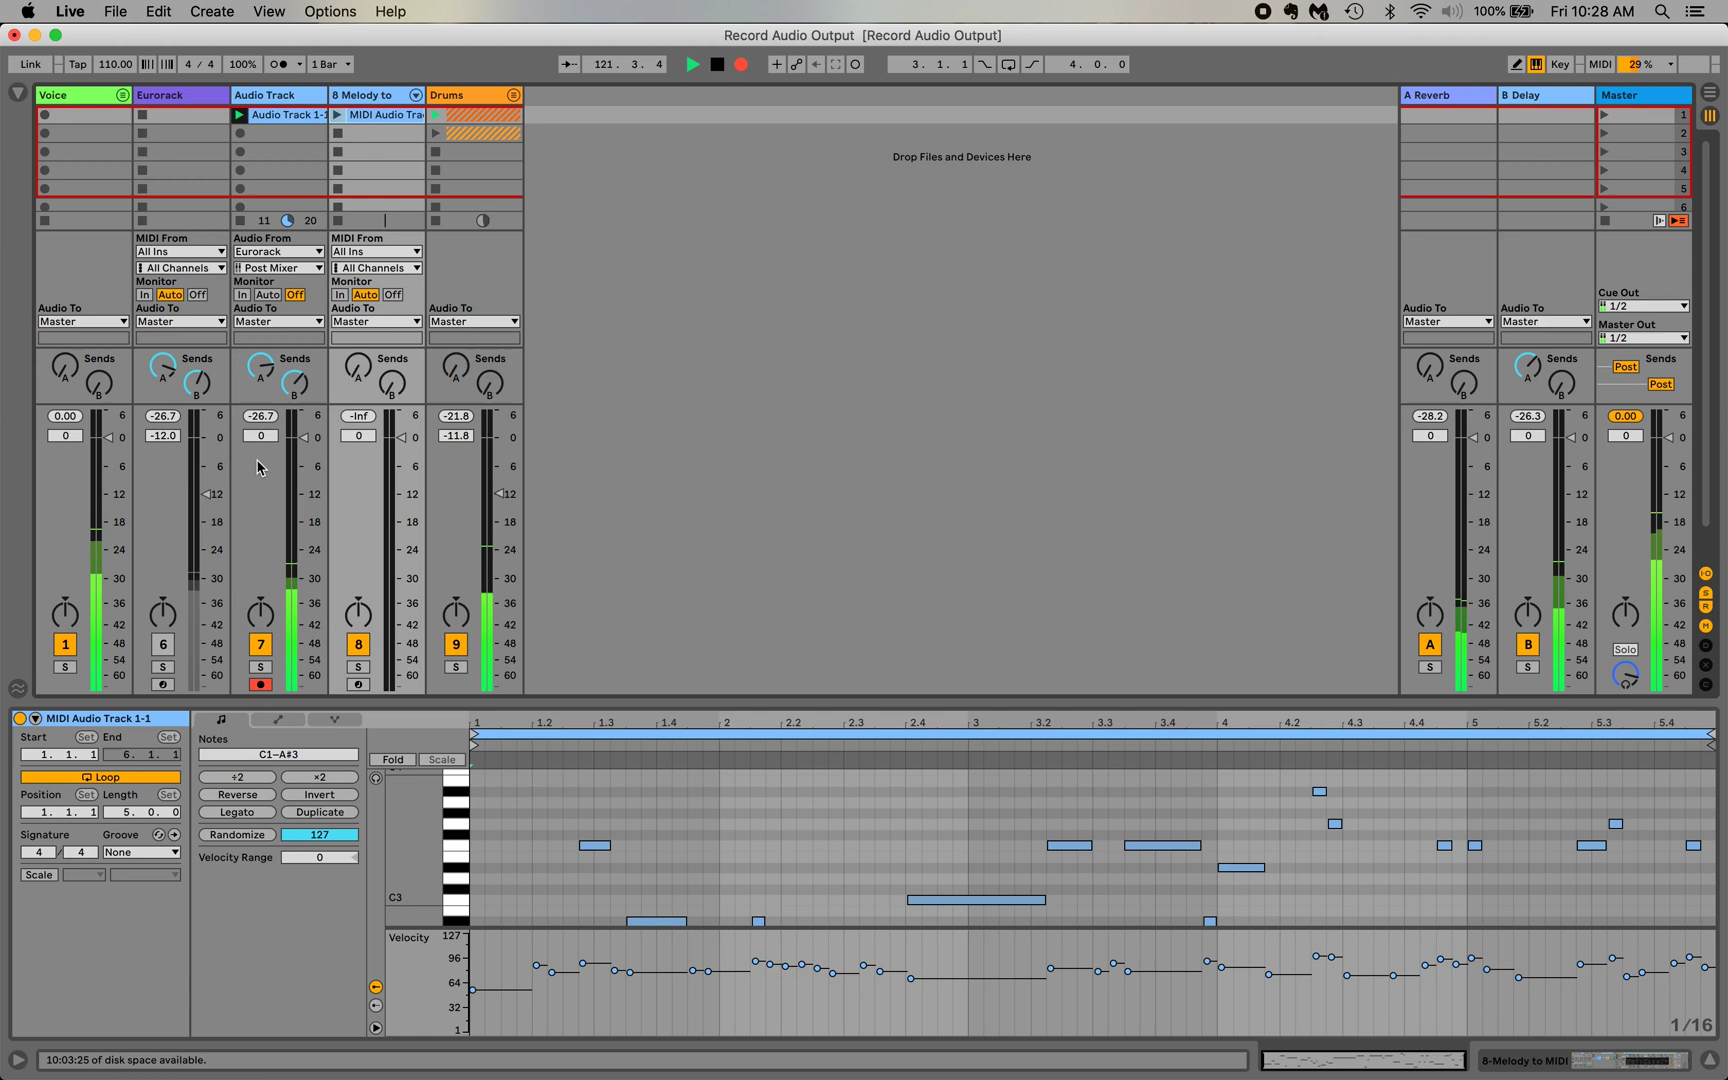 Live File Edit Create View Options Help 100% Fri 10:28 AM
Record Audio Output [Record Audio Output]
Link Tap 110.00 4 / 4 100% 1 Bar 121. 3. 4 3. 1. 1 4. 0. 0 Key MIDI 29 %
Voice Eurorack Audio Track 8 Melody to Drums A Reverb B Delay Master
Audio Track 1-1 MIDI Audio Tra 1
2
Drop Files and Devices Here
3
4
5
6
11 20
MIDI From Audio From MIDI From
All Ins Eurorack All Ins
All Channels Post Mixer All Channels
Monitor Monitor Monitor
In Auto Off In Auto Off In Auto Off Cue Out
1/2
Audio To Audio To Audio To Audio To Audio To Audio To Audio To
Master Master Master Master Master Master Master
Master Out
1/2
Sends Sends Sends Sends Sends Sends Sends Sends
Post
A A A A A A A
Post
B B B B B B B
0.00 6 -26.7 6 -26.7 6 -Inf 6 -21.8 6 -28.2 6 -26.3 6 0.00 6
0 0 -12.0 0 0 0 0 0 -11.8 0 0 0 0 0 0 0
6 6 6 6 6 6 6 6
12 12 12 12 12 12 12 12
18 18 18 18 18 18 18 18
24 24 24 24 24 24 24 24
30 30 30 30 30 30 30 30
36 36 36 36 36 36 36 36
42 42 42 42 42 42 42 42
1 48 6 48 7 48 8 48 9 48 A 48 B 48 Solo 48
54 54 54 54 54 54 54 54
S S S S S S S
60 60 60 60 60 60 60 60
MIDI Audio Track 1-1
Start Set End Set
1. 1. 1 6. 1. 1
Loop
Position Set Length Set
1. 1. 1 5. 0. 0
Signature Groove
4 / 4 None
Scale
Notes
C1–A#3
÷2 ×2
Reverse Invert
Legato Duplicate
Randomize 127
Velocity Range 0
1 1.2 1.3 1.4 2 2.2 2.3 2.4 3 3.2 3.3 3.4 4 4.2 4.3 4.4 5 5.2 5.3 5.4
Fold Scale
C3
Velocity 127
96
64
32
1
1/16
10:03:25 of disk space available. 8-Melody to MIDI